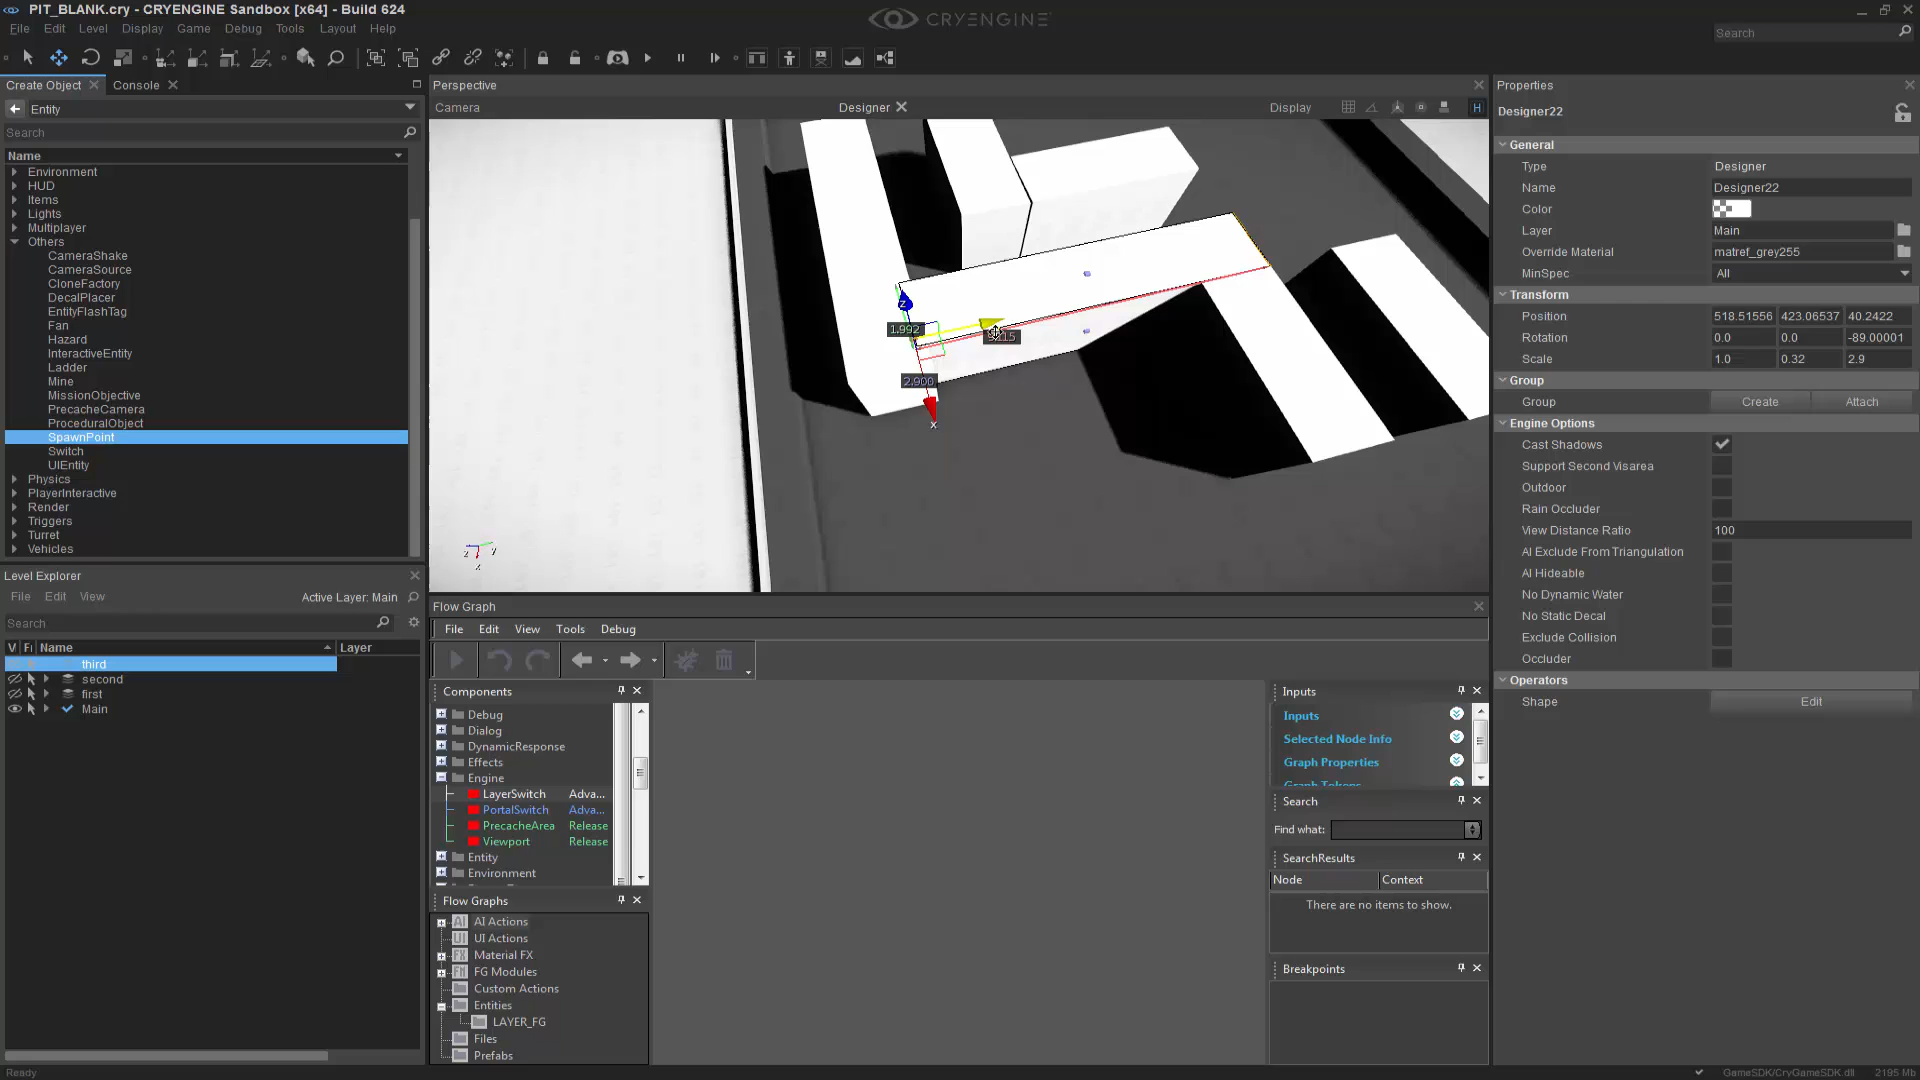 PIT_BLANK.cry - CRYENGINE Sandbox [x64] - Build 624
CRYENGINE
File Edit Level Display Game Debug Tools Layout Help
Search
Create Object Console
Entity
Search
Name
Environment
HUD
Items
Lights
Multiplayer
Others
CameraShake
CameraSource
CloneFactory
DecalPlacer
EntityFlashTag
Fan
Hazard
InteractiveEntity
Ladder
Mine
MissionObjective
PrecacheCamera
ProceduralObject
SpawnPoint
Switch
UIEntity
Physics
PlayerInteractive
Render
Triggers
Turret
Vehicles
Level Explorer
File Edit View Active Layer: Main
Search
V Fi Name Layer
third
second
first
Main
Perspective
Camera Designer Display H
z
1.992
2.900
x
z y
x
Flow Graph
File Edit View Tools Debug
Components
Debug
Dialog
DynamicResponse
Effects
Engine
LayerSwitch Adva...
PortalSwitch Adva...
PrecacheArea Release
Viewport Release
Entity
Environment
Flow Graphs
AI Actions
UI Actions
Material FX
FG Modules
Custom Actions
Entities
LAYER_FG
Files
Prefabs
Inputs
Inputs
Selected Node Info
Graph Properties
Graph Tokens
Search
Find what:
SearchResults
Node Context
There are no items to show.
Breakpoints
Properties
Designer22
General
Type Designer
Name Designer22
Color
Layer Main
Override Material matref_grey255
MinSpec All
Transform
Position 518.51556 423.06537 40.2422
Rotation 0.0 0.0 -89.00001
Scale 1.0 0.32 2.9
Group
Group Create Attach
Engine Options
Cast Shadows
Support Second Visarea
Outdoor
Rain Occluder
View Distance Ratio 100
AI Exclude From Triangulation
AI Hideable
No Dynamic Water
No Static Decal
Exclude Collision
Occluder
Operators
Shape Edit
Ready
GameSDK/CryGameSDK.dll 2195 Mb